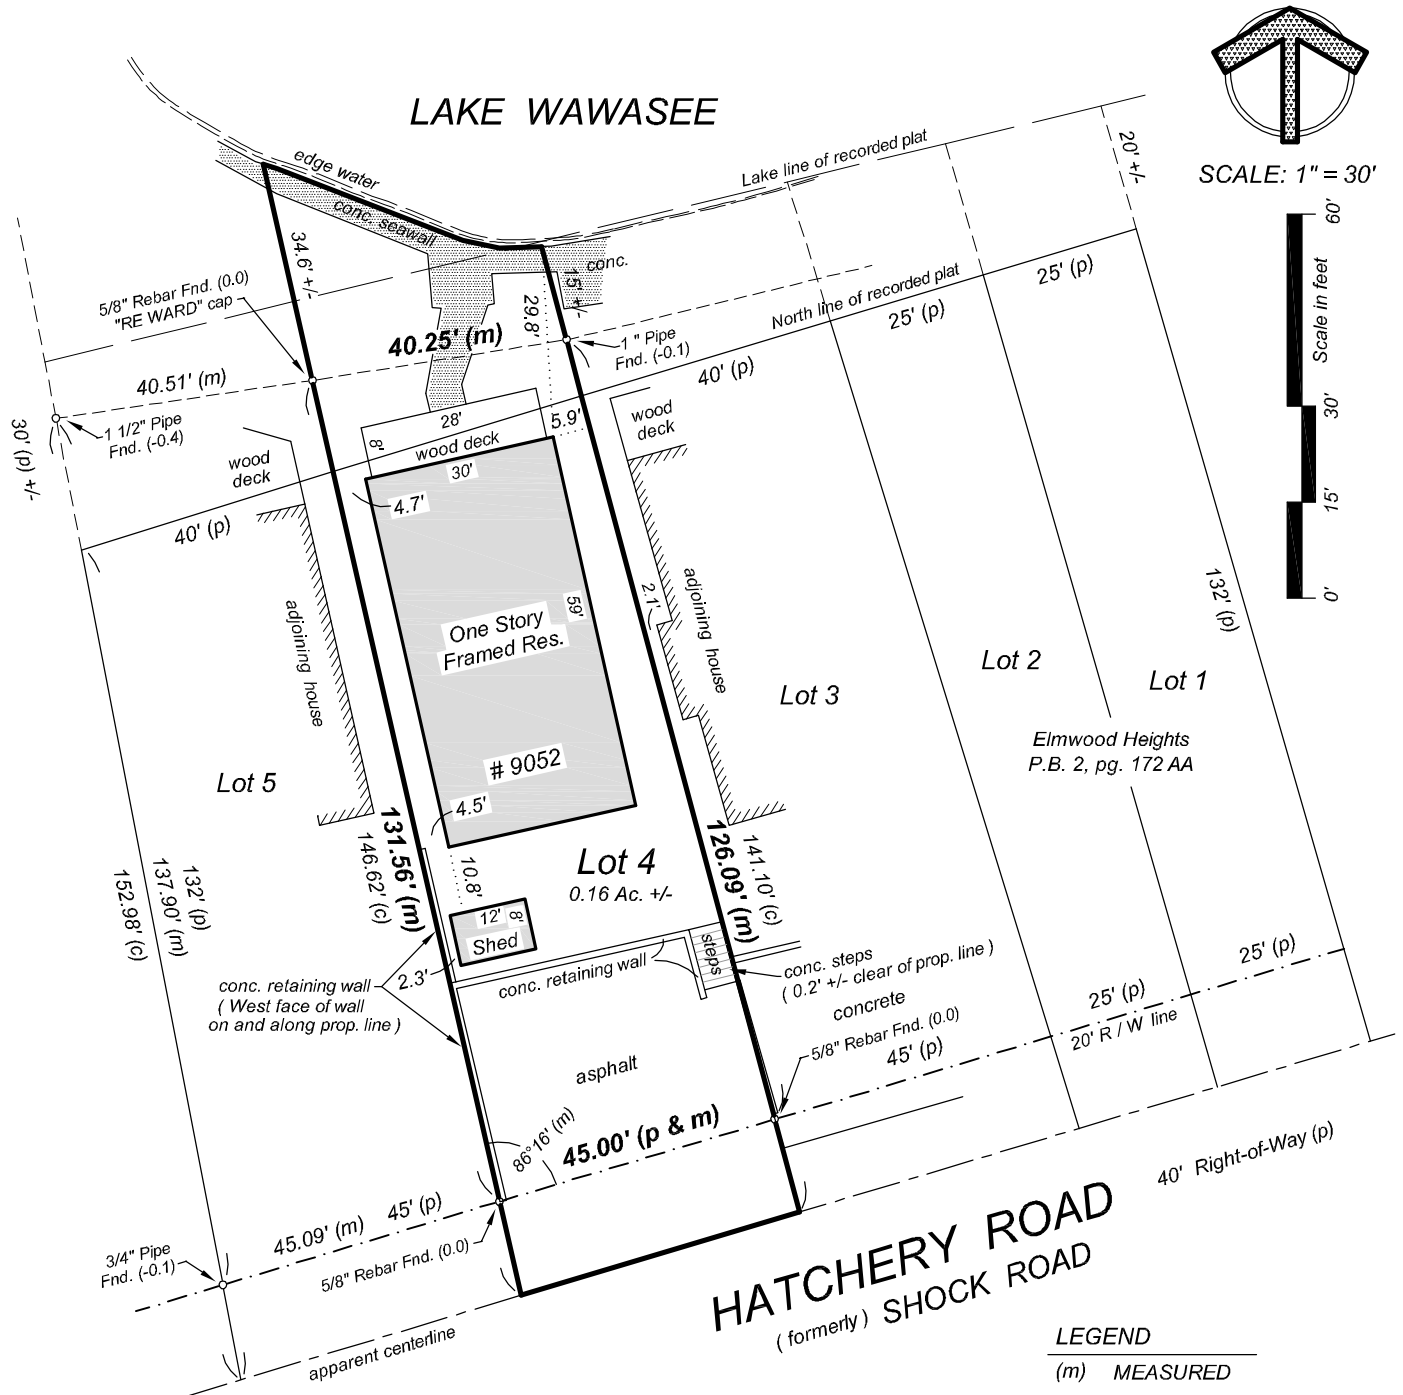 LAKE WAWASEE
SCALE: 1" = 30'
60'
30'
15'
0'
Scale in feet
edge water
conc. seawall
Lake line of recorded plat
20' +/-
34.6' +/-
conc.
15' +/-
29.8'
5/8" Rebar Fnd. (0.0)
"RE WARD" cap
40.25' (m)
1 " Pipe
Fnd. (-0.1)
North line of recorded plat
25' (p)
25' (p)
40' (p)
40.51' (m)
1 1/2" Pipe
Fnd. (-0.4)
30' (p) +/-
wood
deck
40' (p)
28'
8'
wood deck
5.9'
30'
4.7'
wood
deck
59'
One Story
Framed Res.
# 9052
4.5'
2.1'
adjoining house
adjoining house
132' (p)
Lot 5
Lot 3
Lot 2
Lot 1
Elmwood Heights
P.B. 2, pg. 172 AA
Lot 4
0.16 Ac. +/-
131.56' (m)
146.62' (c)
126.09' (m)
141.10' (c)
132' (p)
137.90' (m)
152.98' (c)
10.8'
12'
8'
Shed
2.3'
conc. retaining wall
( West face of wall
on and along prop. line )
conc. retaining wall
steps
conc. steps
( 0.2' +/- clear of prop. line )
concrete
5/8" Rebar Fnd. (0.0)
45' (p)
25' (p)
25' (p)
20' R / W line
asphalt
86°16' (m)
45.00' (p & m)
45' (p)
45.09' (m)
5/8" Rebar Fnd. (0.0)
3/4" Pipe
Fnd. (-0.1)
apparent centerline
40' Right-of-Way (p)
HATCHERY ROAD
( formerly ) SHOCK ROAD
LEGEND
(m) MEASURED